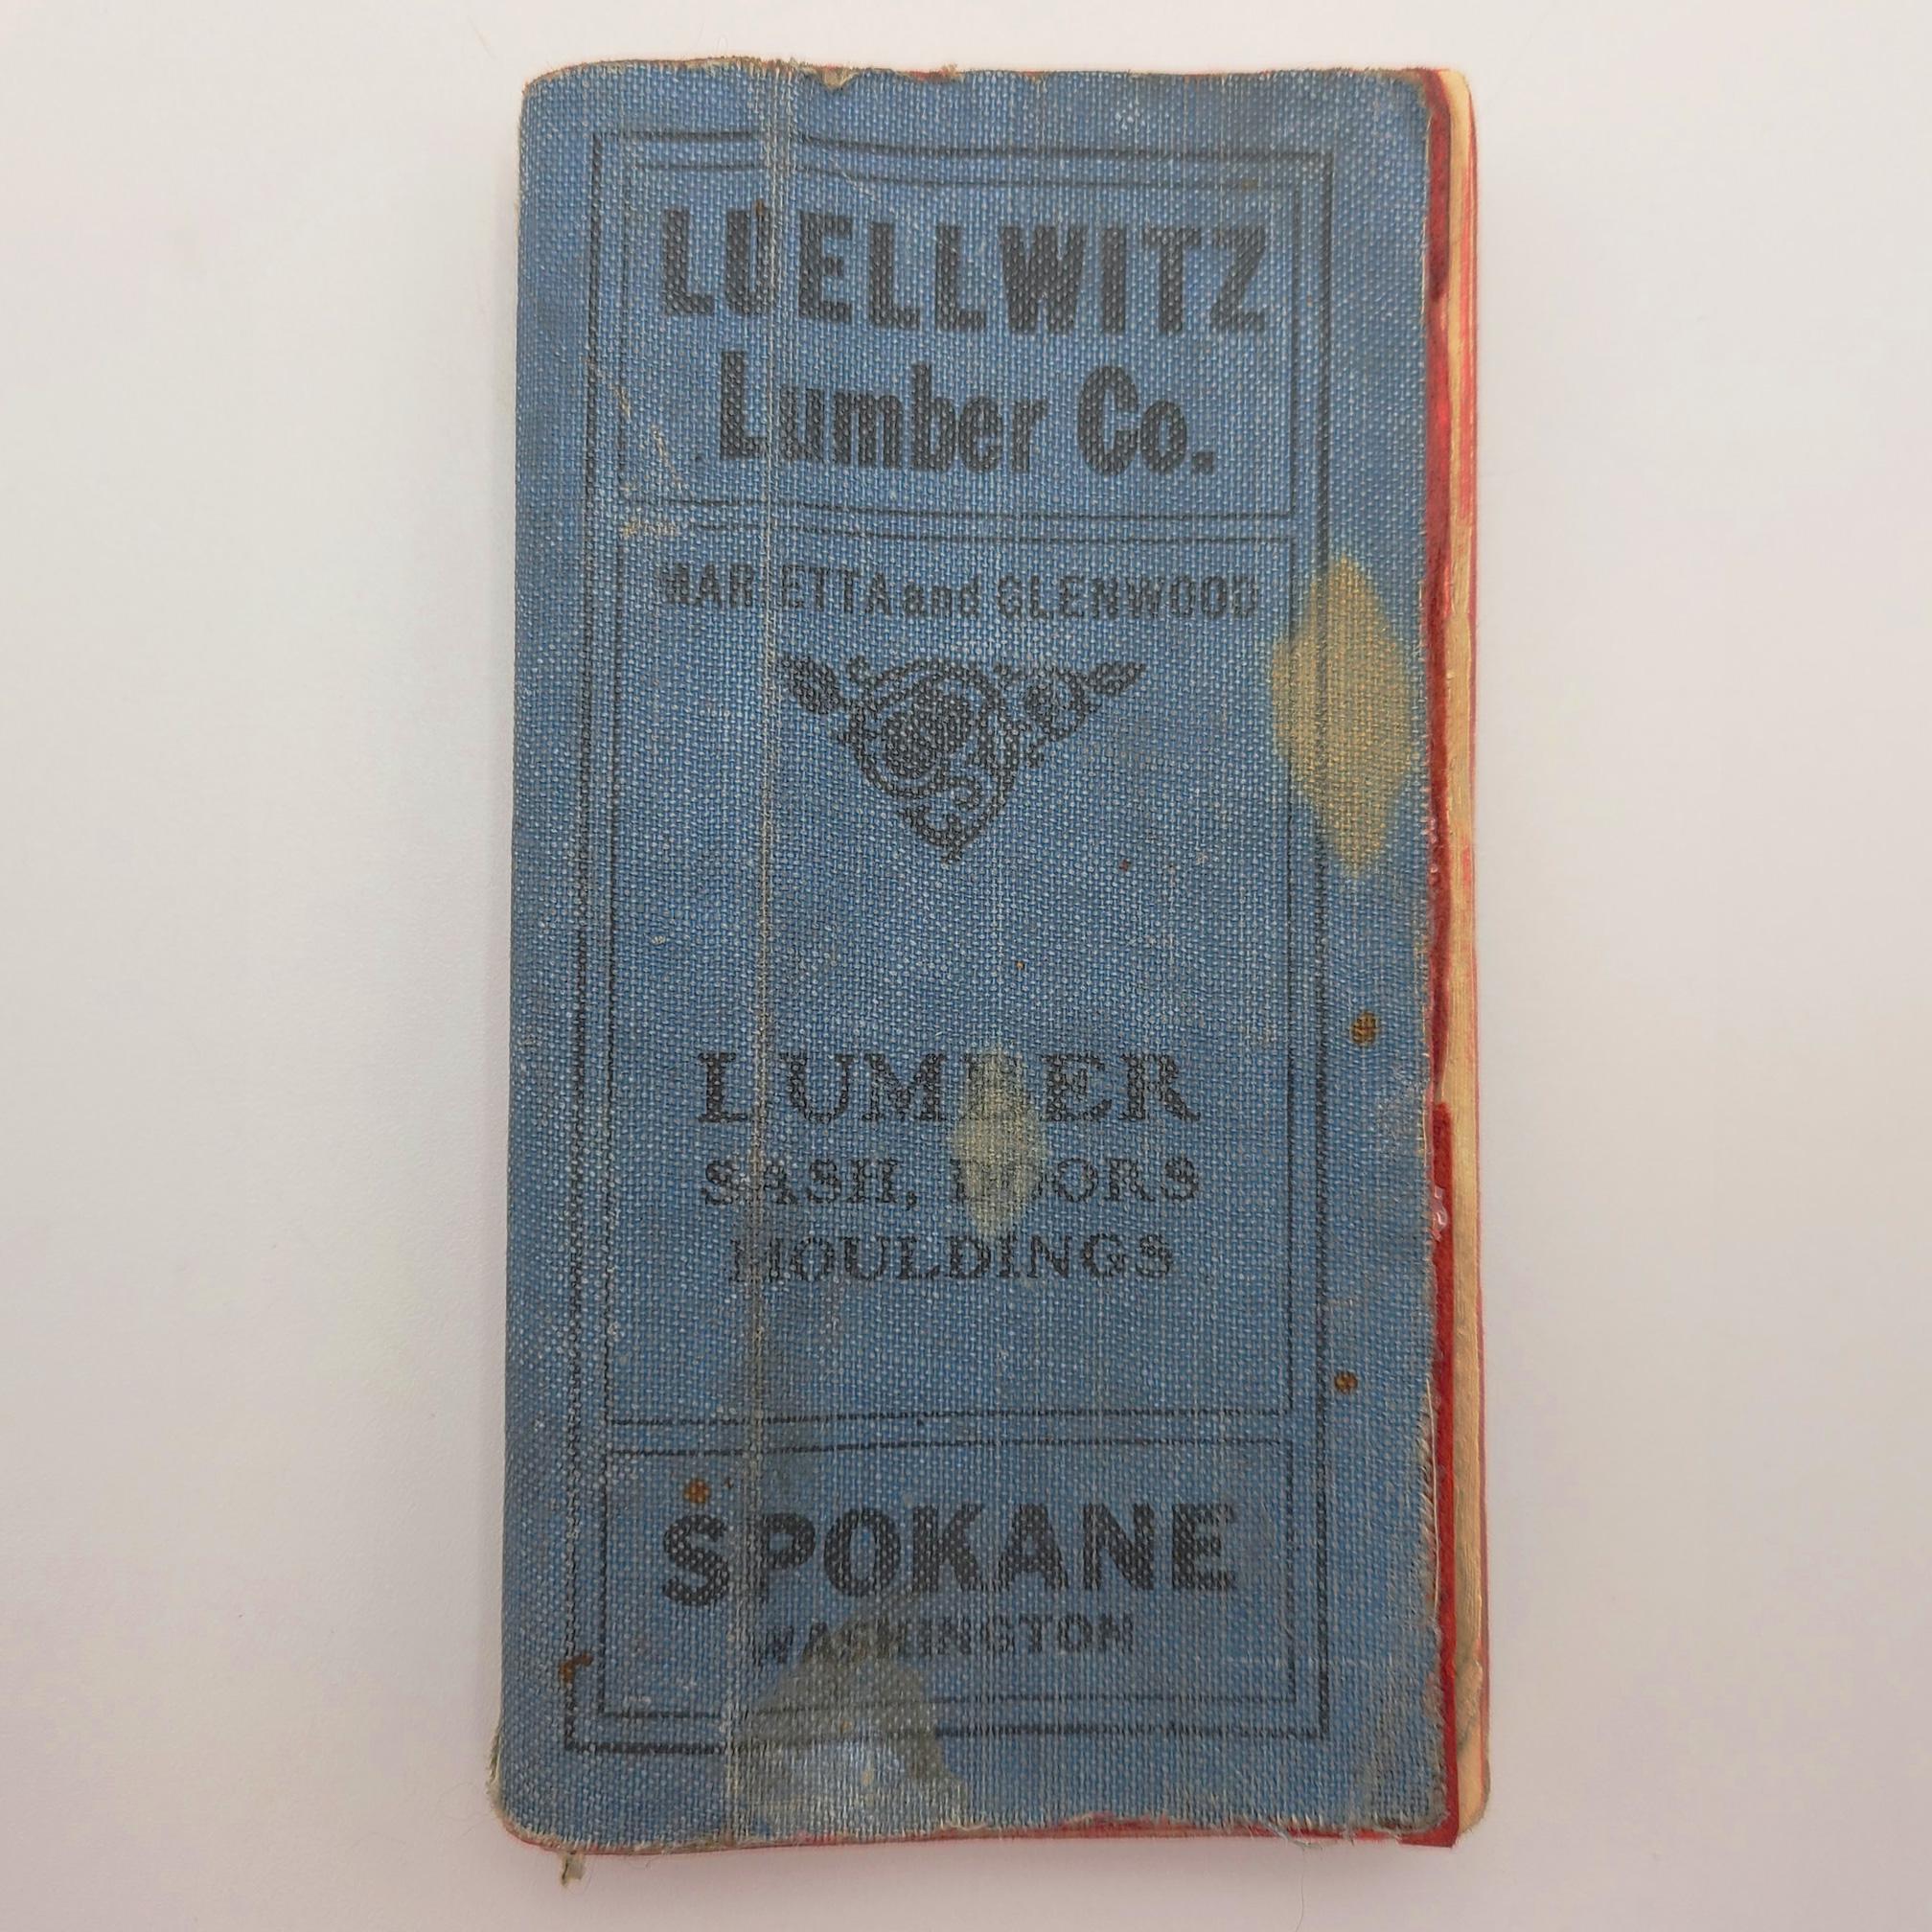 LUELLWITZ
Lumber Co.
MARIETTA and GLENWOOD
LUMBER
SASH, DOORS
MOULDINGS
SPOKANE
WASHINGTON